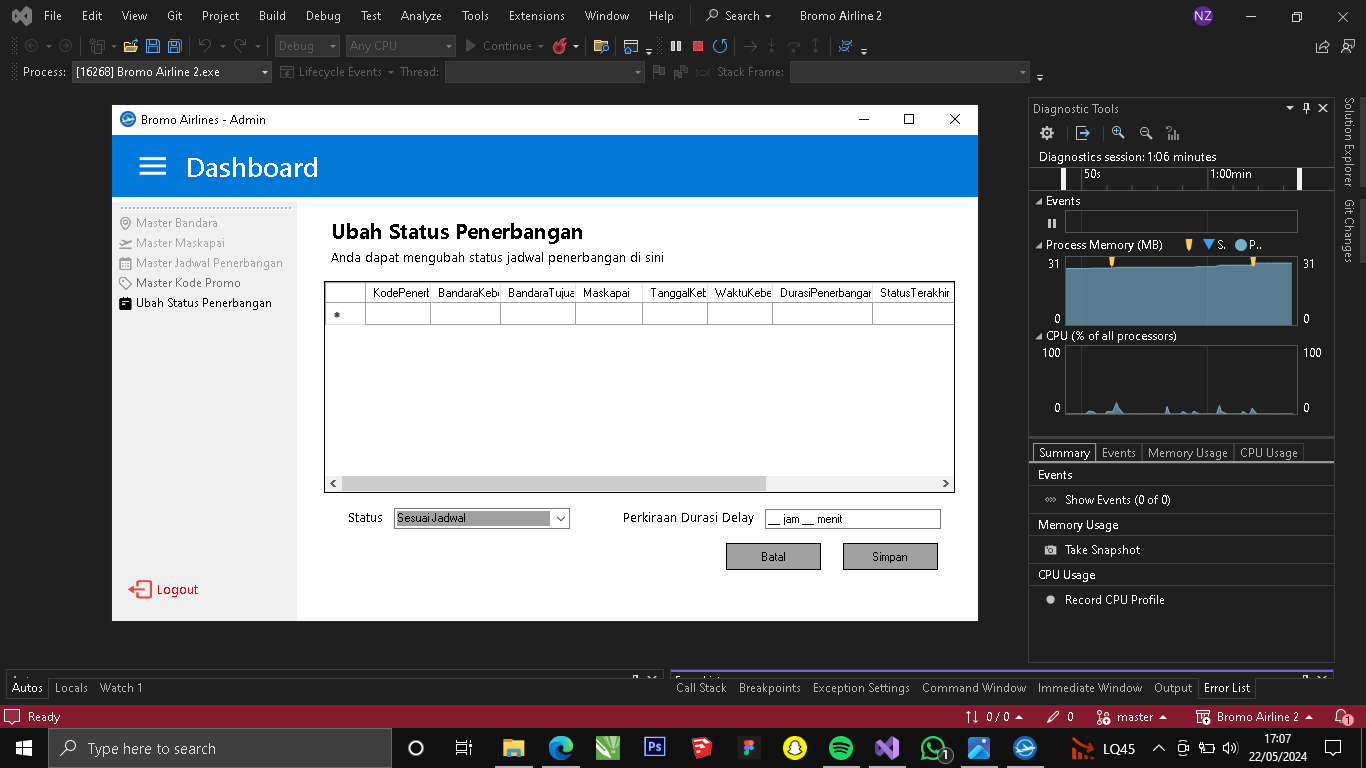 File Edit View Git Project Build Debug Test Analyze Tools Extensions Window Help Search Bromo Airline 2 NZ
Debug Any CPU Continue
Process: [16268] Bromo Airline 2.exe Lifecycle Events Thread: Stack Frame:
Bromo Airlines - Admin
Dashboard
Master Bandara
Master Maskapai
Master Jadwal Penerbangan
Master Kode Promo
Ubah Status Penerbangan
Logout
Ubah Status Penerbangan
Anda dapat mengubah status jadwal penerbangan di sini
KodePenerb BandaraKebe BandaraTujua Maskapai TanggalKeb WaktuKebe DurasiPenerbangan StatusTerakhir
*
Status Sesuai Jadwal Perkiraan Durasi Delay __ jam __ menit
Batal Simpan
Diagnostic Tools
Diagnostics session: 1:06 minutes
50s 1:00min
Events
Process Memory (MB) S. P..
31 31
0 0
CPU (% of all processors)
100 100
0 0
Summary Events Memory Usage CPU Usage
Events
Show Events (0 of 0)
Memory Usage
Take Snapshot
CPU Usage
Record CPU Profile
Solution Explorer
Git Changes
Autos Locals Watch 1
Call Stack Breakpoints Exception Settings Command Window Immediate Window Output Error List
Ready 0 / 0 0 master Bromo Airline 2 1
Type here to search Ps 1 LQ45 17:07
22/05/2024